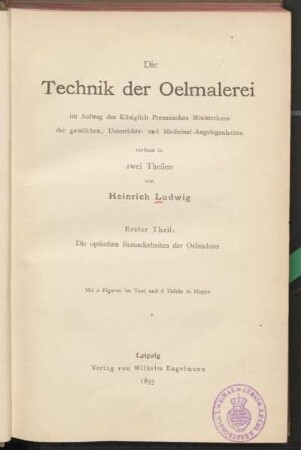 Die
Technik der Oelmalerei
im Auftrag des Königlich Preussischen Ministeriums
der geistlichen, Unterrichts- und Medicinal-Angelegenheiten
verfasst in
zwei Theilen
von
Heinrich Ludwig
Erster Theil.
Die optischen Besonderheiten der Oelmalerei
Mit 2 Figuren im Text und 6 Tafeln in Mappe
Leipzig
Verlag von Wilhelm Engelmann
1893